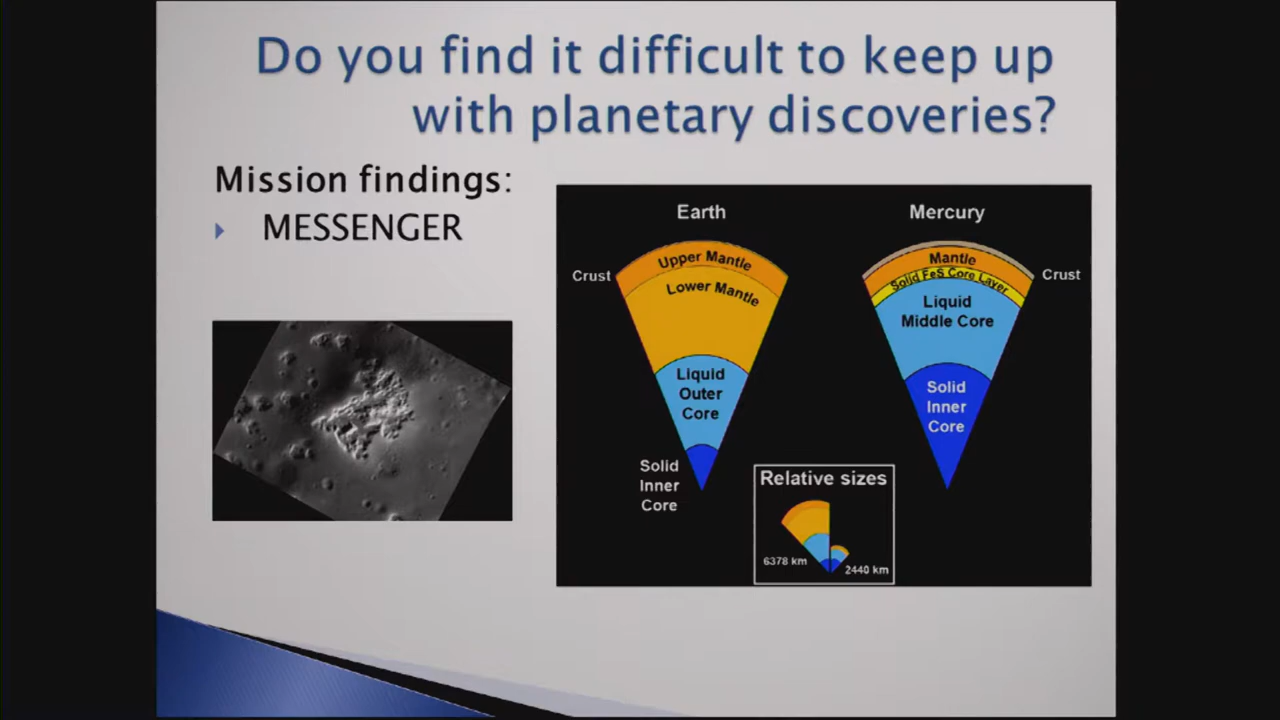 Do you find it difficult to keep up
with planetary discoveries?
Mission findings:
MESSENGER
Earth
Crust
Upper Mantle
Lower Mantle
Liquid
Outer
Core
Solid
Inner
Core
Mercury
Crust
Mantle
Solid FeS Core Layer
Liquid
Middle Core
Solid
Inner
Core
Relative sizes
6378 km
2440 km